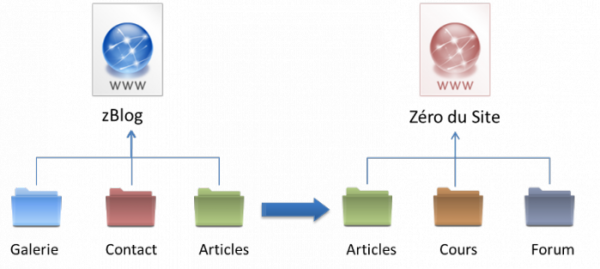 WWW
WWW
zBlog
Zéro du Site
Galerie
Contact
Articles
Articles
Cours
Forum